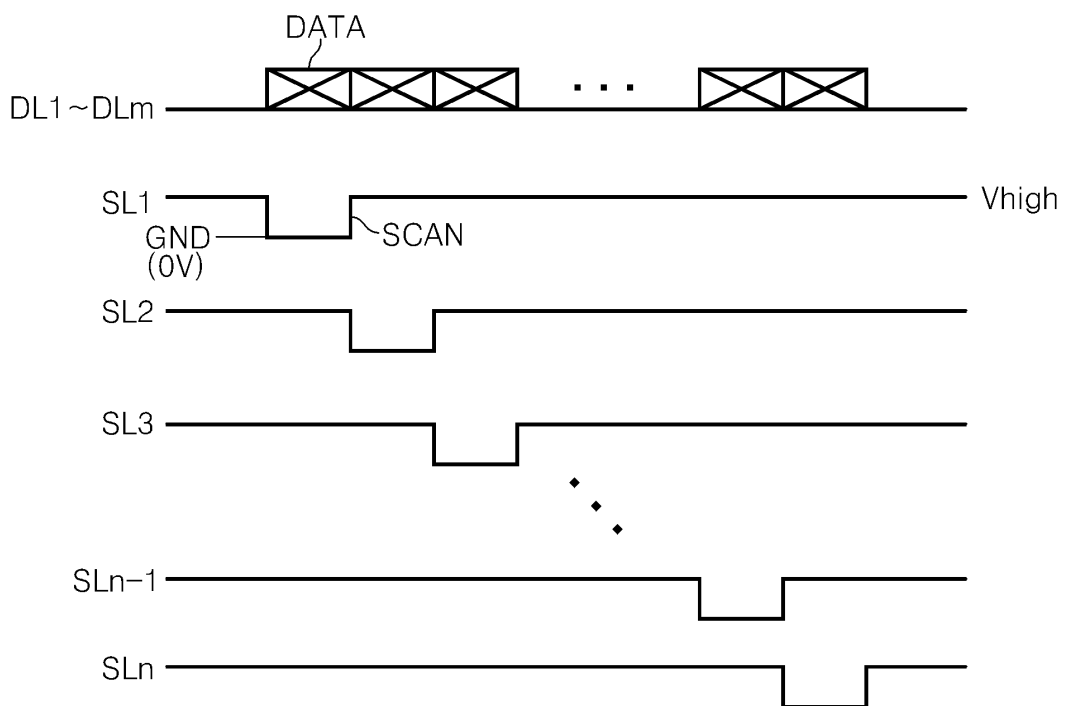 DATA
DL1~DLm
SL1
Vhigh
GND
(0V)
SCAN
SL2
SL3
SLn-1
SLn